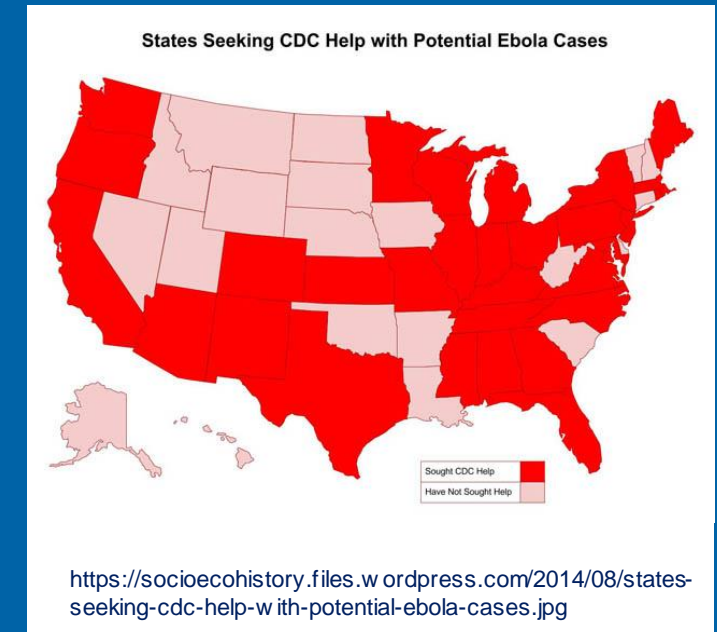 States Seeking CDC Help with Potential Ebola Cases
Sought CDC Help
Have Not Sought Help
https://socioecohistory.files.w ordpress.com/2014/08/states-
seeking-cdc-help-w ith-potential-ebola-cases.jpg